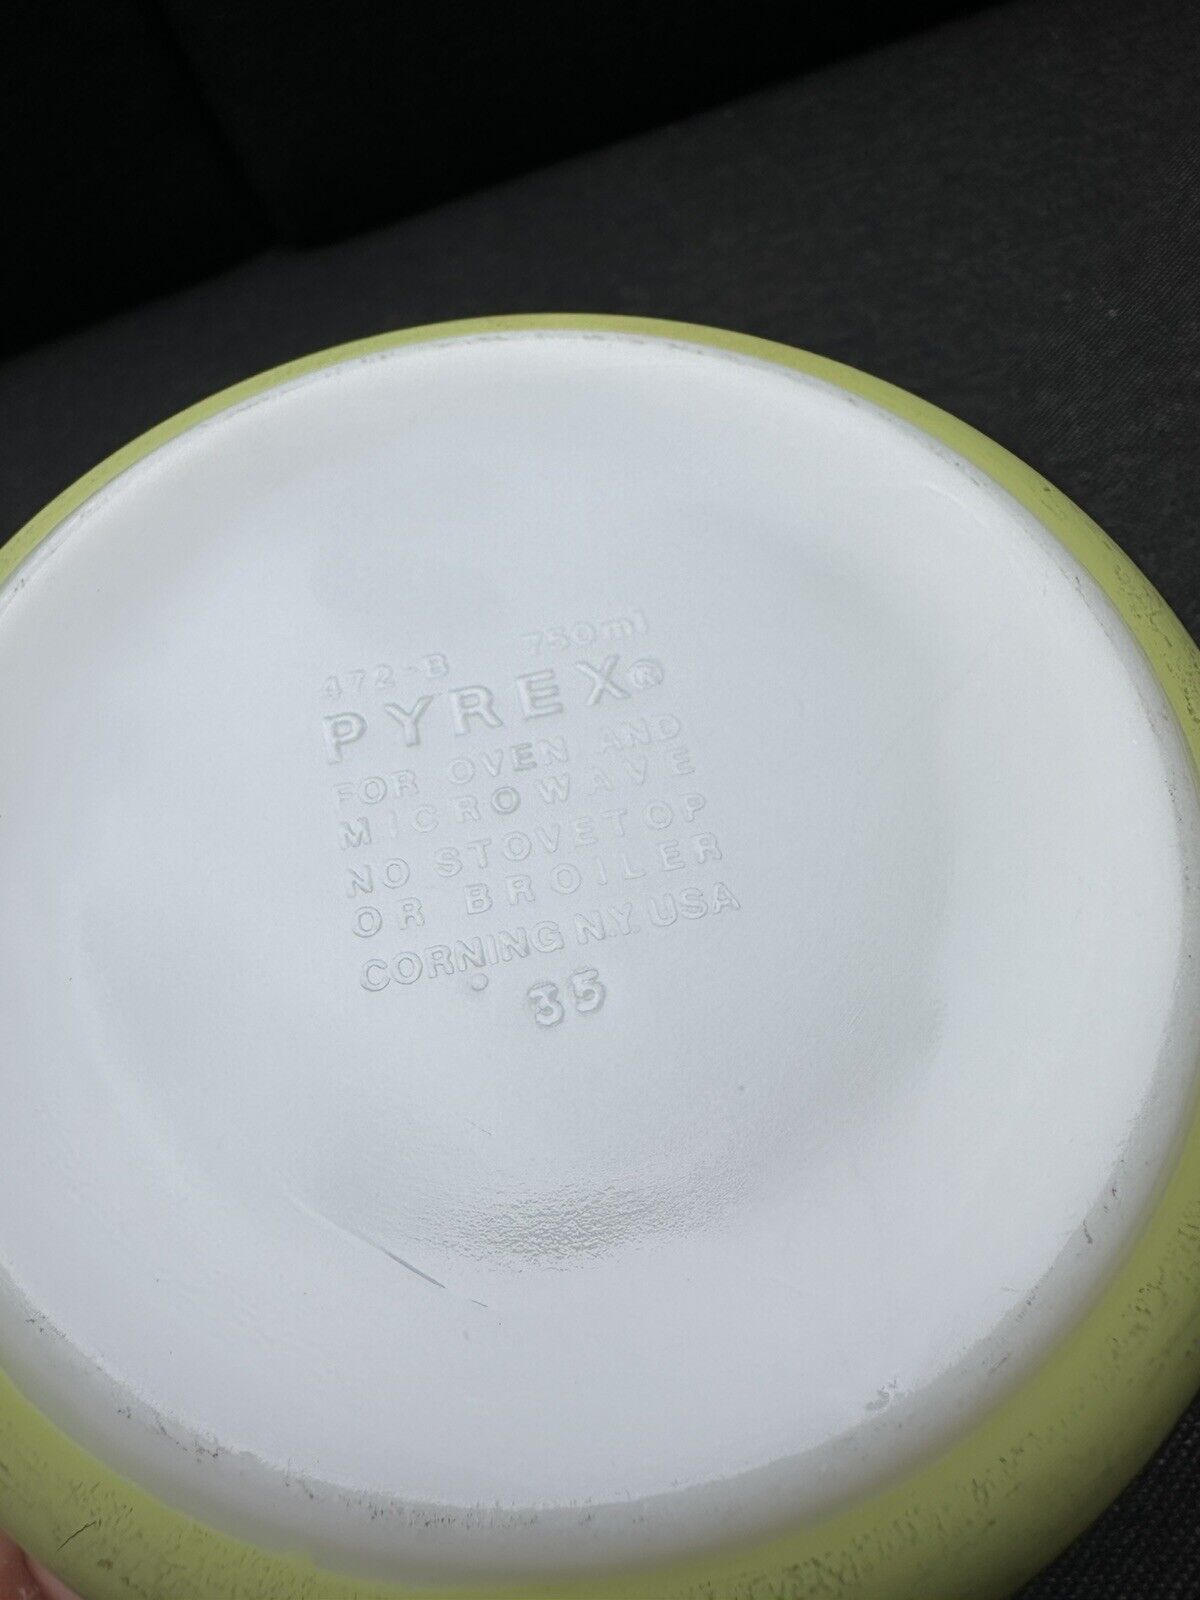 472-B 750ml
PYREX®
FOR OVEN AND
MICROWAVE
NO STOVETOP
OR BROILER
CORNING N.Y. USA
35